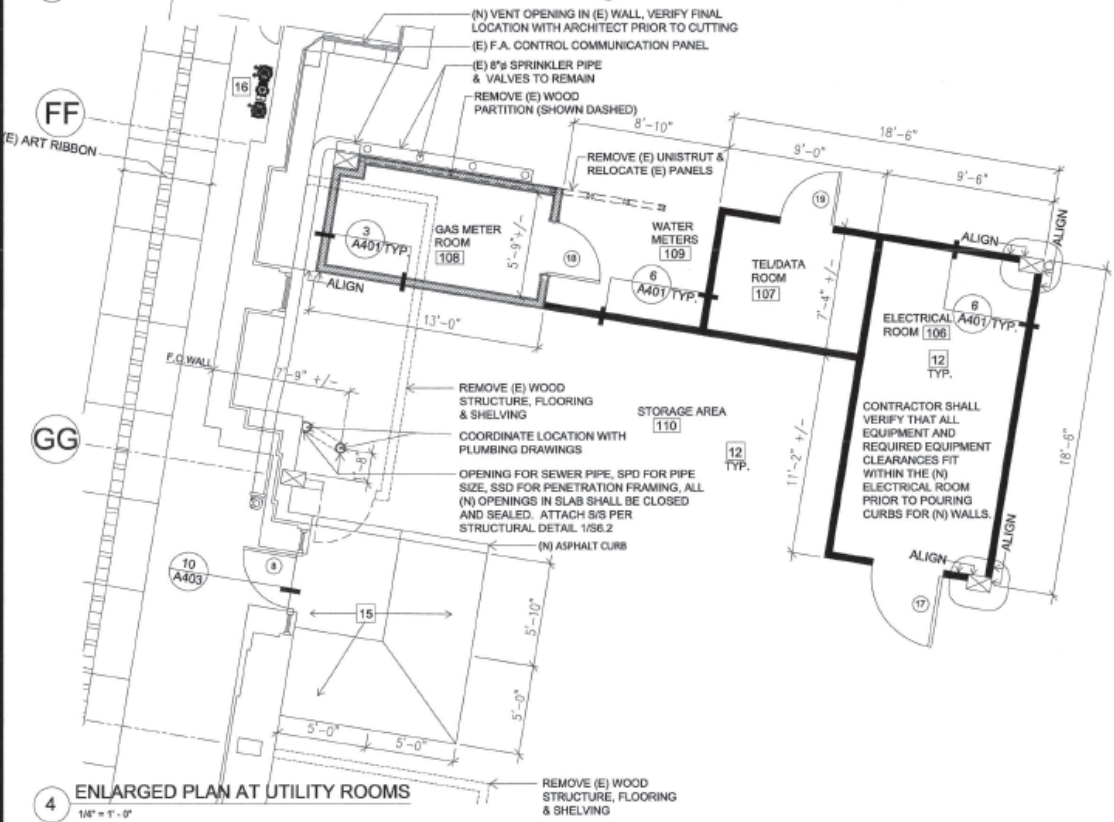 (N) VENT OPENING IN (E) WALL, VERIFY FINAL
LOCATION WITH ARCHITECT PRIOR TO CUTTING
(E) F.A. CONTROL COMMUNICATION PANEL
(E) 8"ø SPRINKLER PIPE
& VALVES TO REMAIN
REMOVE (E) WOOD
PARTITION (SHOWN DASHED)
16
FF
(E) ART RIBBON
8'-10"
18'-6"
9'-0"
9'-6"
REMOVE (E) UNISTRUT &
RELOCATE (E) PANELS
19
ALIGN
ALIGN
3
A401/TYP.
GAS METER
ROOM
108
5'-9"+/-
18
WATER
METERS
109
6
A401/TYP.
TEL/DATA
ROOM
107
7'-4" +/-
ELECTRICAL
ROOM 106
6
A401/TYP.
12
TYP.
ALIGN
13'-0"
F.O.WALL
7'-9" +/-
REMOVE (E) WOOD
STRUCTURE, FLOORING
& SHELVING
STORAGE AREA
110
CONTRACTOR SHALL
VERIFY THAT ALL
EQUIPMENT AND
REQUIRED EQUIPMENT
CLEARANCES FIT
WITHIN THE (N)
ELECTRICAL ROOM
PRIOR TO POURING
CURBS FOR (N) WALLS.
18'-6"
GG
COORDINATE LOCATION WITH
PLUMBING DRAWINGS
12
TYP.
11'-2" +/-
1'-8"
OPENING FOR SEWER PIPE, SPD FOR PIPE
SIZE, SSD FOR PENETRATION FRAMING, ALL
(N) OPENINGS IN SLAB SHALL BE CLOSED
AND SEALED. ATTACH S/S PER
STRUCTURAL DETAIL 1/S6.2
(N) ASPHALT CURB
ALIGN
ALIGN
10
A403
8
15
17
5'-10"
5'-0"
5'-0"
5'-0"
REMOVE (E) WOOD
STRUCTURE, FLOORING
& SHELVING
4
ENLARGED PLAN AT UTILITY ROOMS
1/4" = 1' - 0"